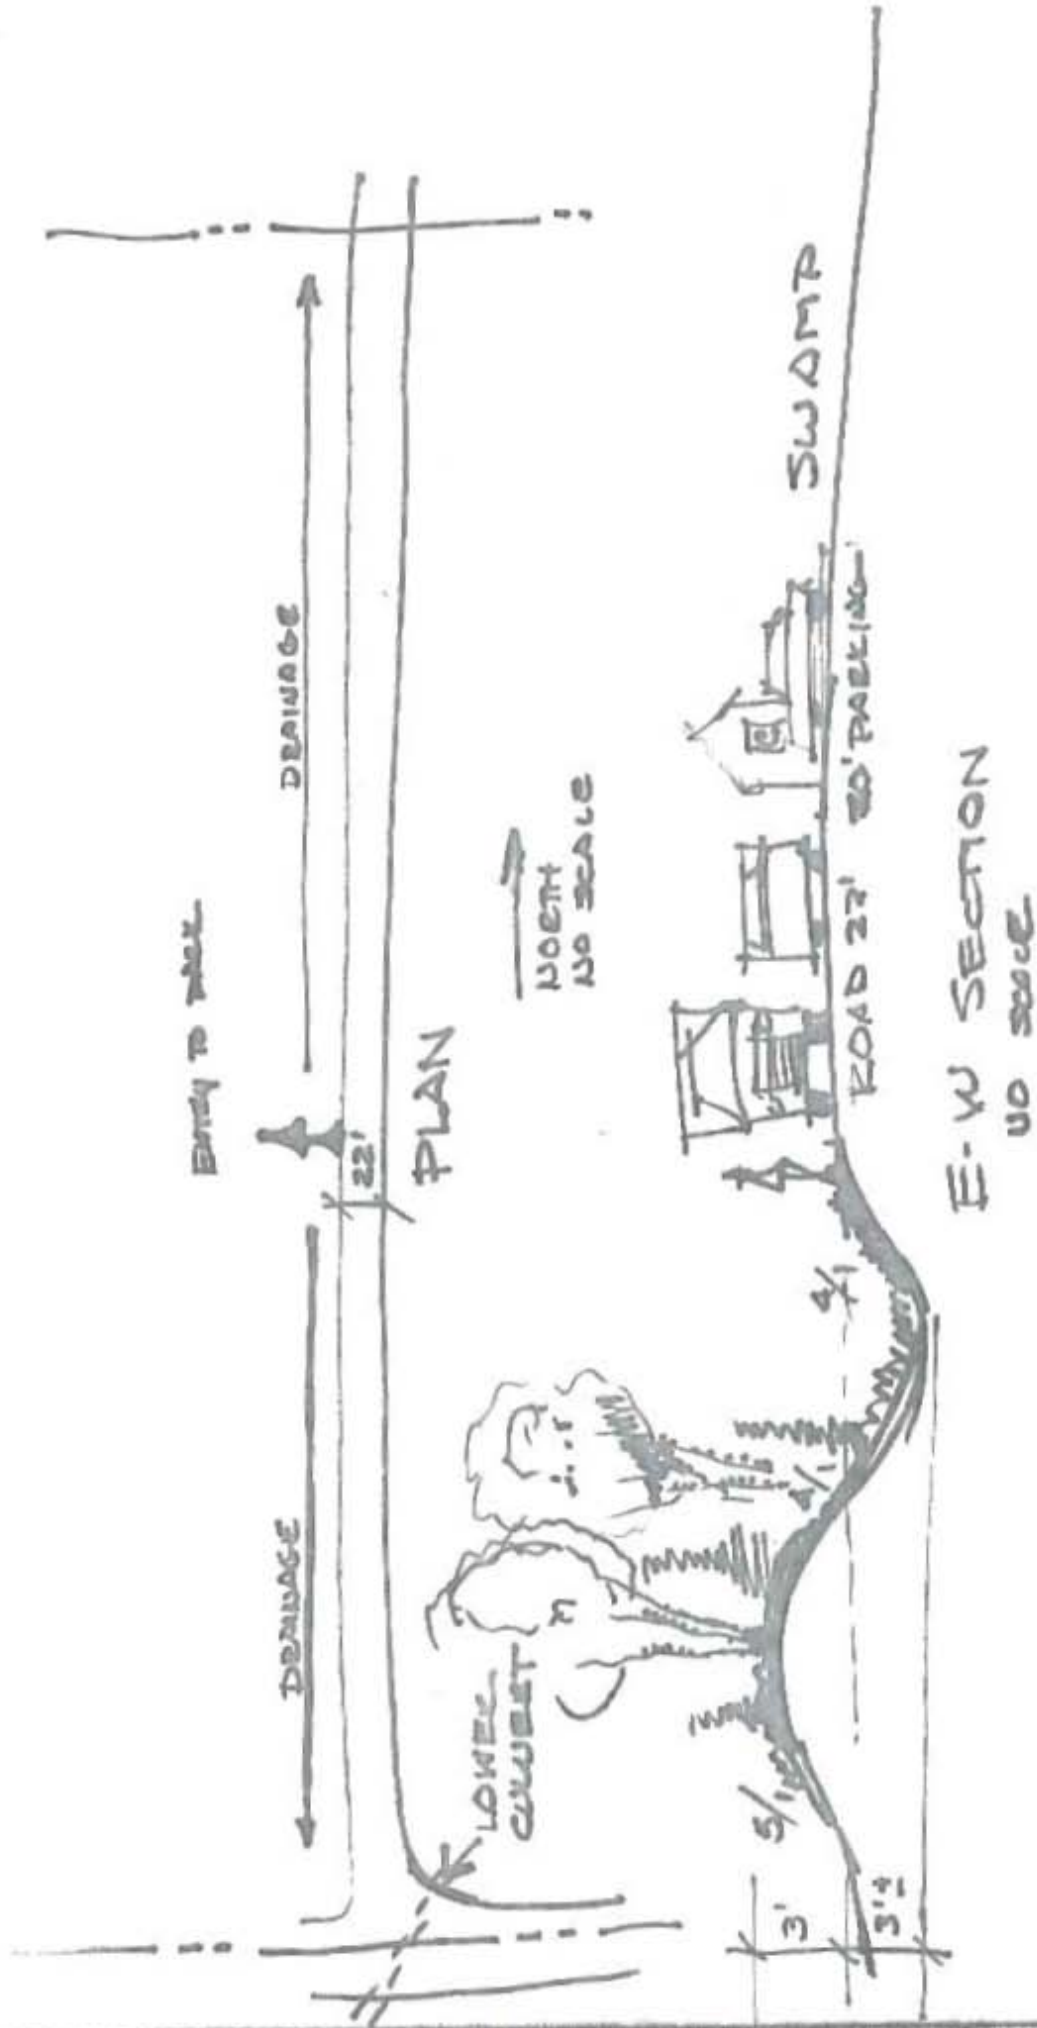 DRAINAGE
ENTRY TO
DRAINAGE
22'
PLAN
NORTH
NO SCALE
LOWER
CULVERT
5/1
4/1
4/1
3'
3'±
ROAD 22'
20' PARKING
SWAMP
E-W SECTION
NO SCALE